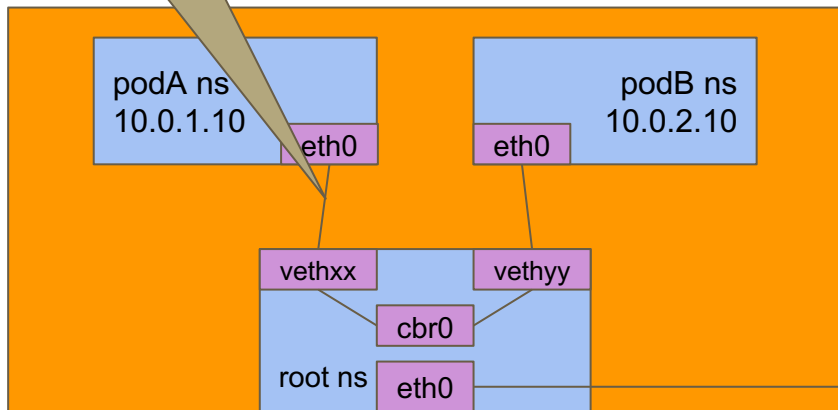 podA ns
10.0.1.10
eth0
podB ns
10.0.2.10
eth0
vethxx
vethyy
cbr0
root ns
eth0